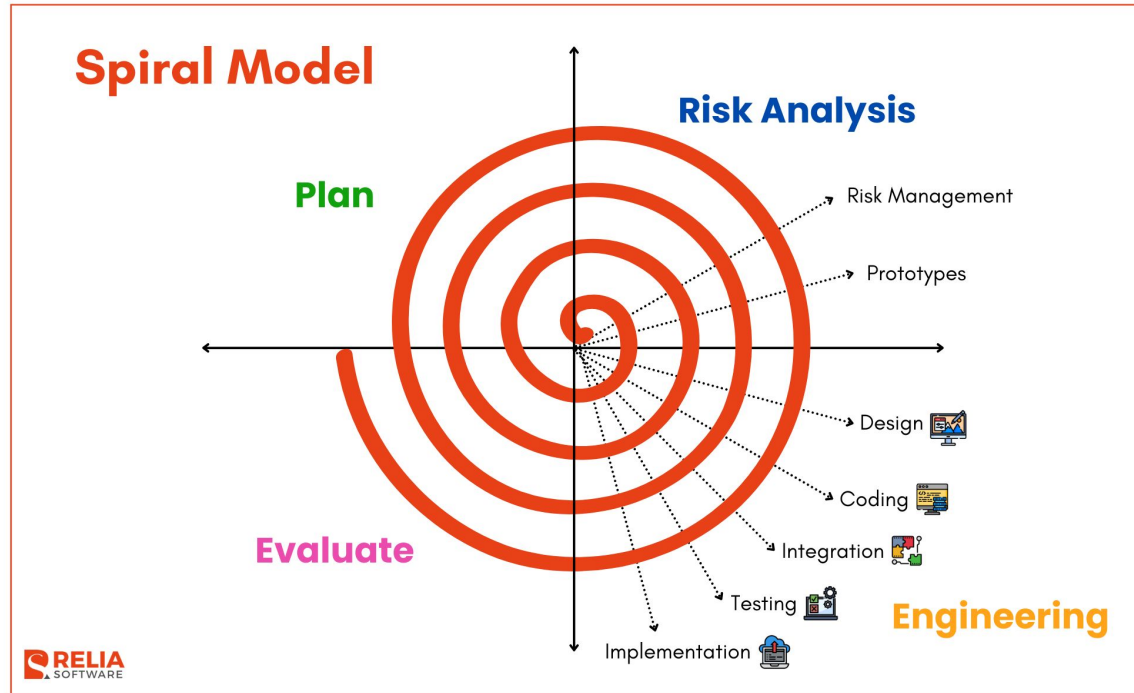 Spiral Model
Risk Analysis
Plan
Risk Management
Prototypes
Design
Coding
Evaluate
Integration
Testing
Engineering
Implementation
RELIA
SOFTWARE